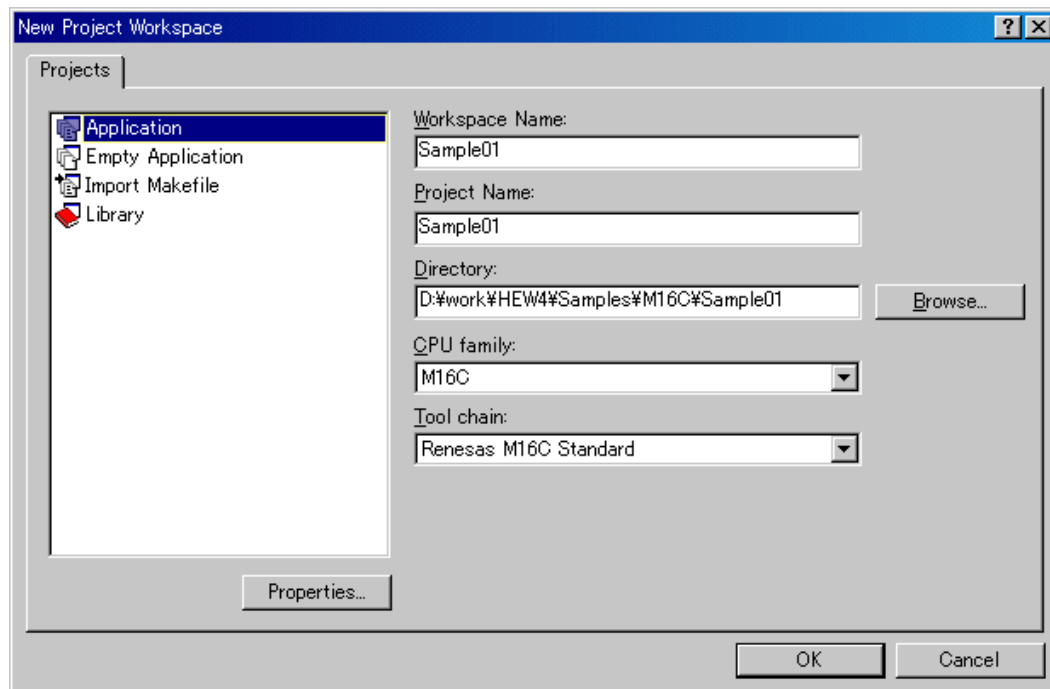 New Project Workspace
Projects
Application
Empty Application
Import Makefile
Library
Properties...
Workspace Name:
Sample01
Project Name:
Sample01
Directory:
D:¥work¥HEW4¥Samples¥M16C¥Sample01
Browse...
CPU family:
M16C
Tool chain:
Renesas M16C Standard
OK
Cancel